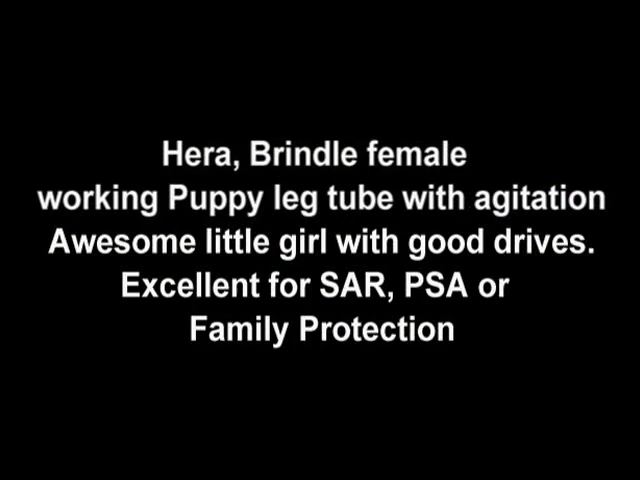 Hera, Brindle female
working Puppy leg tube with agitation
Awesome little girl with good drives.
Excellent for SAR, PSA or
Family Protection